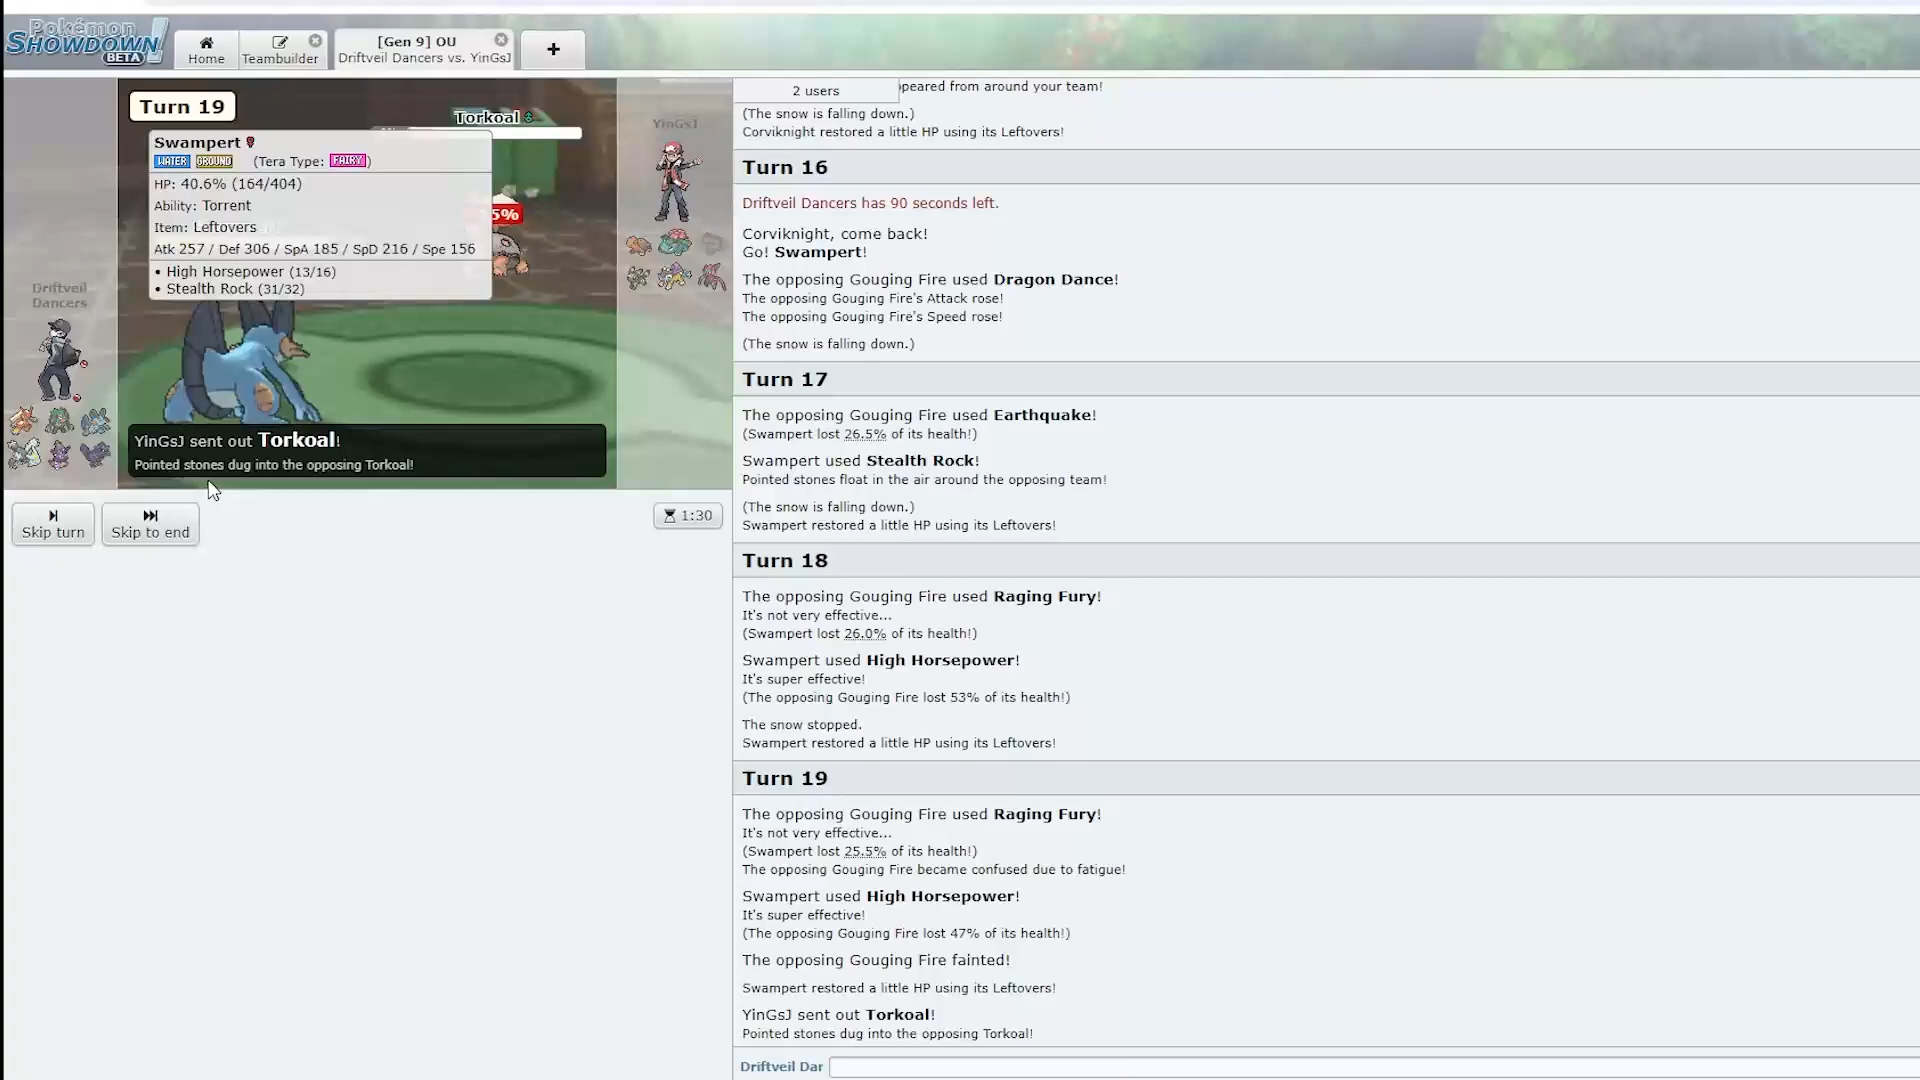 Pokémon
SHOWDOWN!
BETA
Home
Teambuilder
[Gen 9] OU
Driftveil Dancers vs. YinGsJ
+
Turn 19
Torkoal
YinGsJ
Swampert
WATER GROUND (Tera Type: FAIRY)
HP: 40.6% (164/404)
Ability: Torrent
Item: Leftovers
Atk 257 / Def 306 / SpA 185 / SpD 216 / Spe 156
• High Horsepower (13/16)
• Stealth Rock (31/32)
5%
Driftveil
Dancers
YinGsJ sent out Torkoal!
Pointed stones dug into the opposing Torkoal!
Skip turn
Skip to end
1:30
2 users
peared from around your team!
(The snow is falling down.)
Corviknight restored a little HP using its Leftovers!
Turn 16
Driftveil Dancers has 90 seconds left.
Corviknight, come back!
Go! Swampert!
The opposing Gouging Fire used Dragon Dance!
The opposing Gouging Fire's Attack rose!
The opposing Gouging Fire's Speed rose!
(The snow is falling down.)
Turn 17
The opposing Gouging Fire used Earthquake!
(Swampert lost 26.5% of its health!)
Swampert used Stealth Rock!
Pointed stones float in the air around the opposing team!
(The snow is falling down.)
Swampert restored a little HP using its Leftovers!
Turn 18
The opposing Gouging Fire used Raging Fury!
It's not very effective...
(Swampert lost 26.0% of its health!)
Swampert used High Horsepower!
It's super effective!
(The opposing Gouging Fire lost 53% of its health!)
The snow stopped.
Swampert restored a little HP using its Leftovers!
Turn 19
The opposing Gouging Fire used Raging Fury!
It's not very effective...
(Swampert lost 25.5% of its health!)
The opposing Gouging Fire became confused due to fatigue!
Swampert used High Horsepower!
It's super effective!
(The opposing Gouging Fire lost 47% of its health!)
The opposing Gouging Fire fainted!
Swampert restored a little HP using its Leftovers!
YinGsJ sent out Torkoal!
Pointed stones dug into the opposing Torkoal!
Driftveil Dar